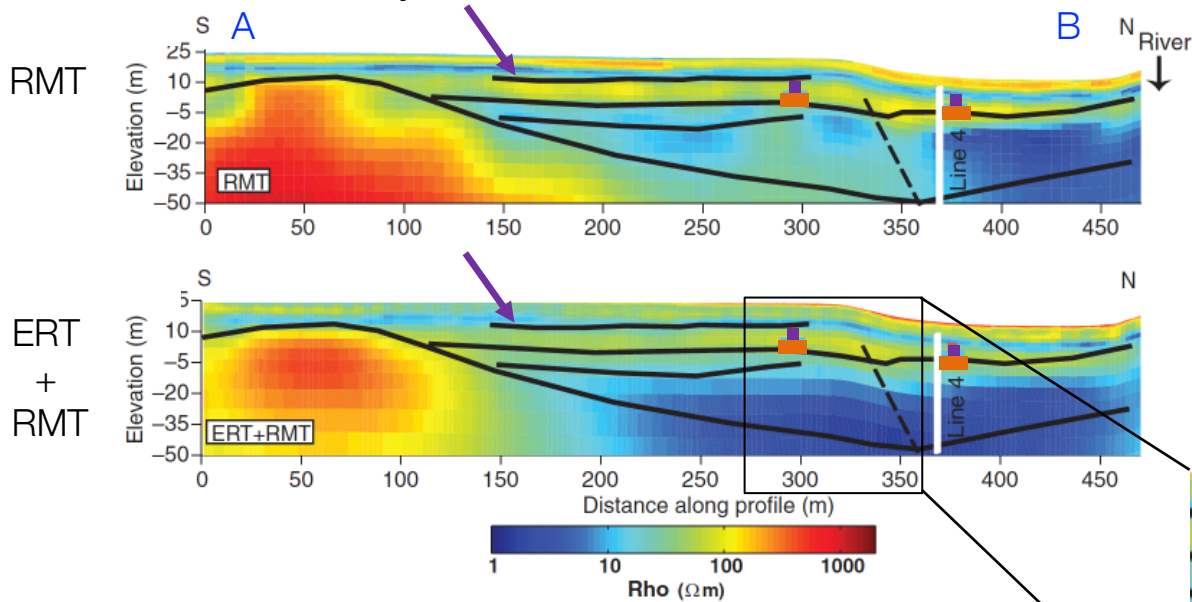 S A B N River
RMT
Elevation (m)
25
10
−5
−20
−35
−50
RMT
Line 4
0 50 100 150 200 250 300 350 400 450
S N
ERT
+
RMT
Elevation (m)
5
10
−5
−20
−35
−50
ERT+RMT
Line 4
0 50 100 150 200 250 300 350 400 450
Distance along profile (m)
1 10 100 1000
Rho (Ωm)